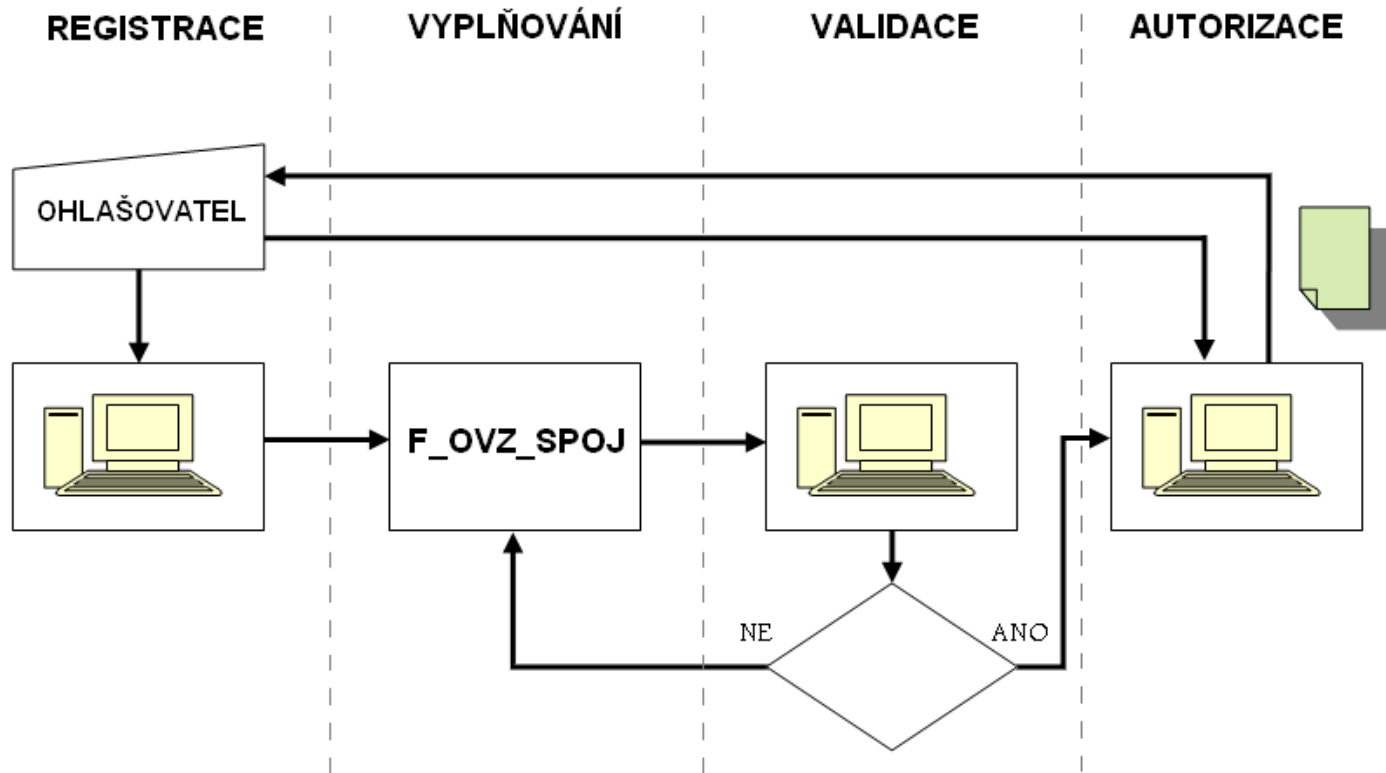 REGISTRACE
VYPLŇOVÁNÍ
VALIDACE
AUTORIZACE
OHLAŠOVATEL
F_OVZ_SPOJ
NE
ANO